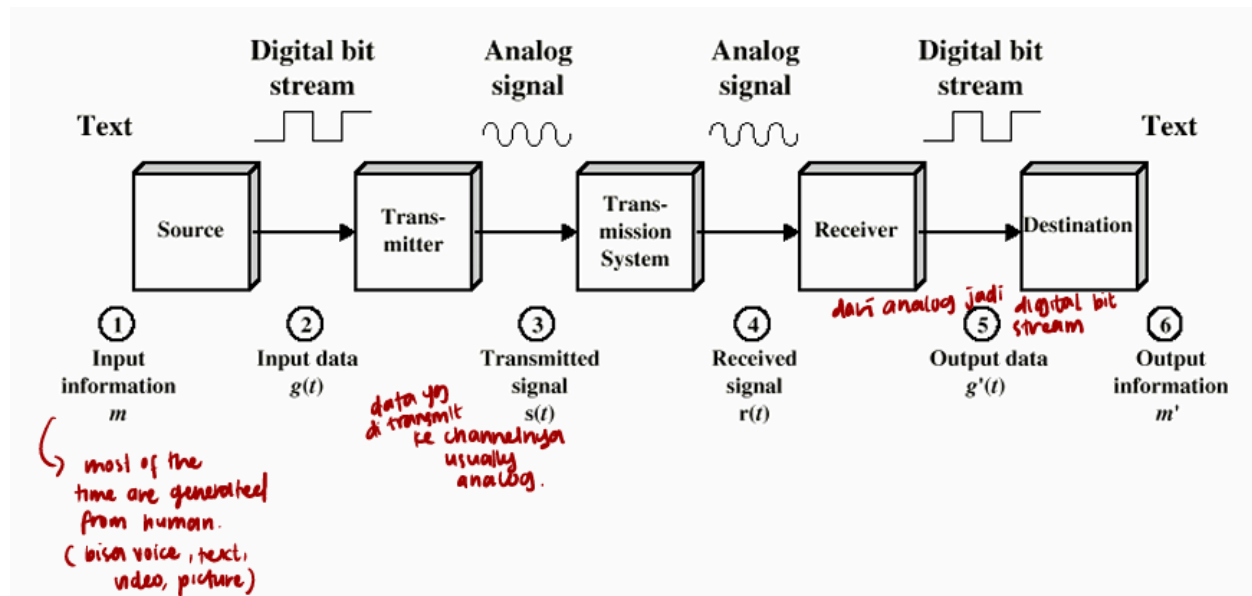 Digital bit
stream
Analog
signal
Analog
signal
Digital bit
stream
Text
Text
Source
Trans-
mitter
Trans-
mission
System
Receiver
Destination
dari analog jadi digital bit
stream
1
Input
information
m
2
Input data
g(t)
3
Transmitted
signal
s(t)
4
Received
signal
r(t)
5
Output data
g'(t)
6
Output
information
m'
data yg
di transmit
ke channelnya
usually
analog.
most of the
time are generated
from human.
( bisa voice, text,
video, picture)